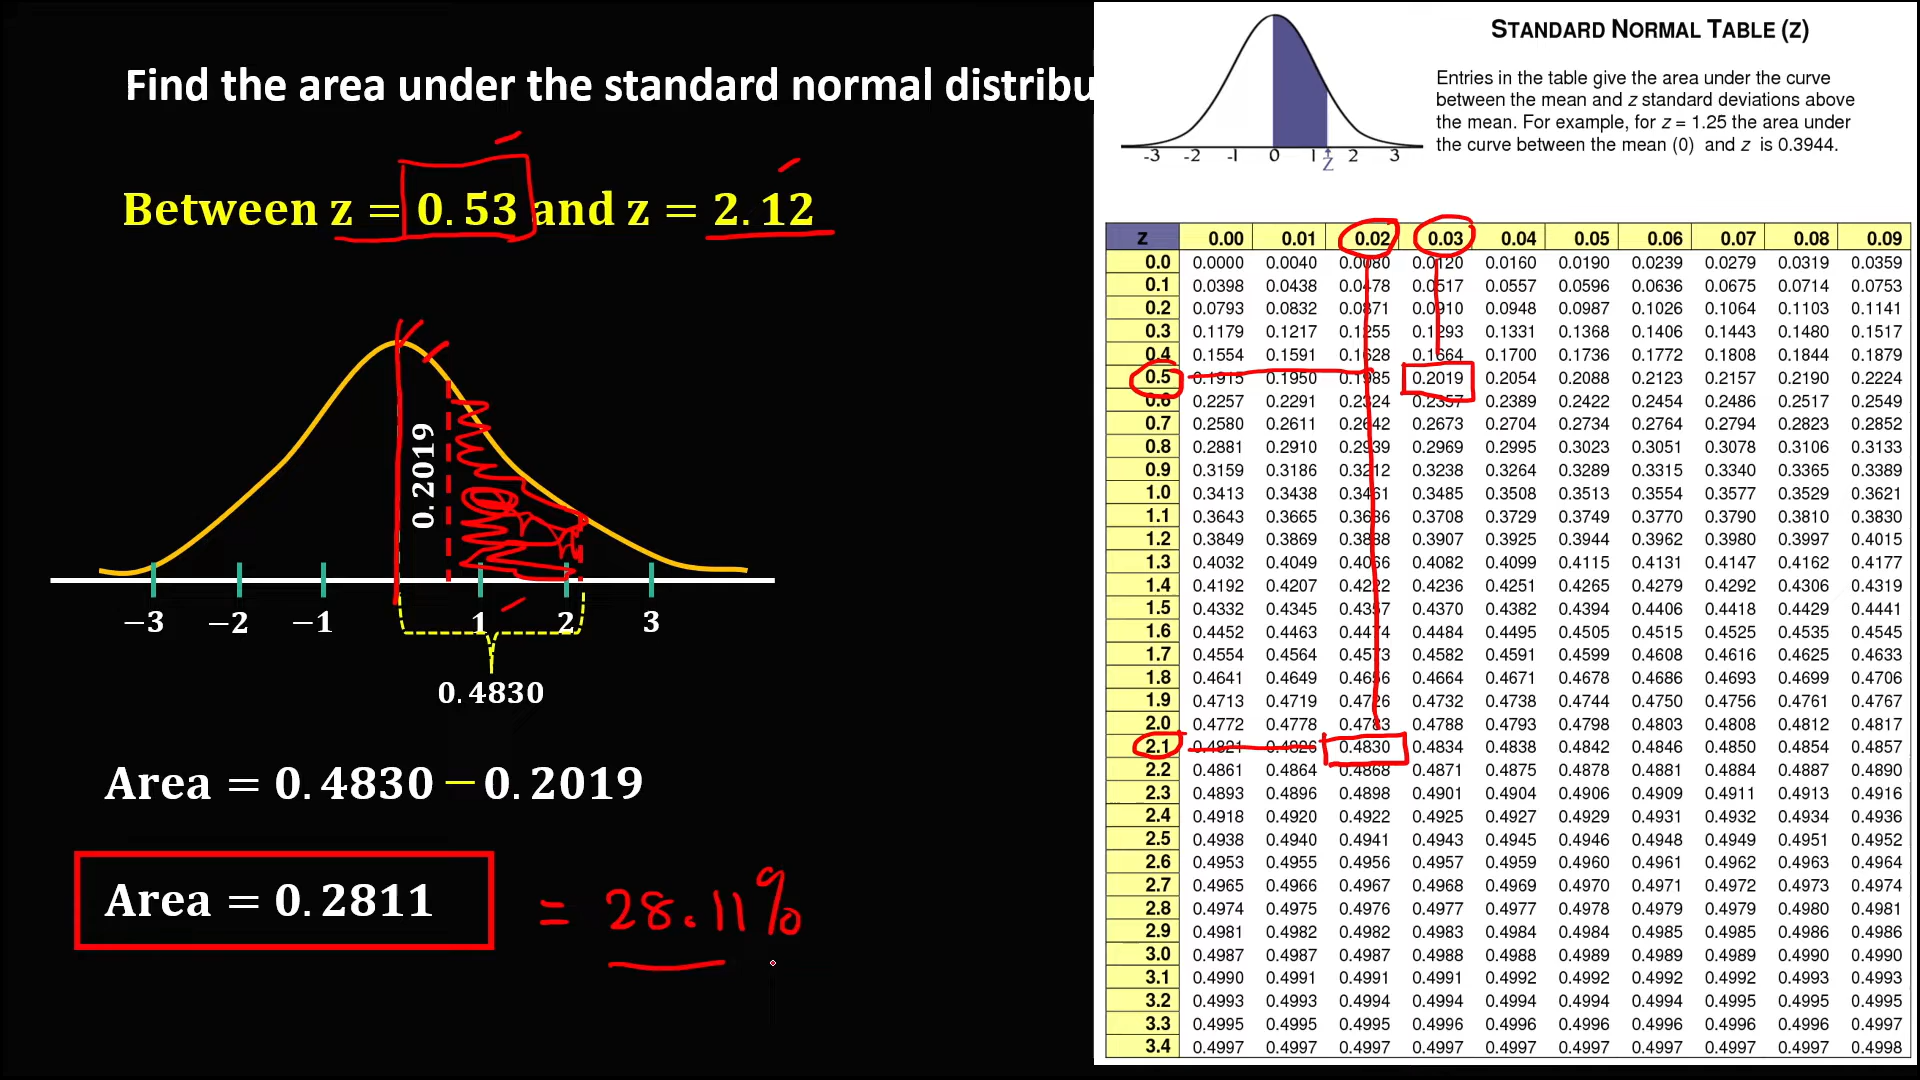 Find the area under the standard normal distribu
Between z = 0.53 and z = 2.12
0.2019
−3 −2 −1 1 2 3
0.4830
Area = 0.4830 − 0.2019
Area = 0.2811 = 28.11%
STANDARD NORMAL TABLE (Z)
Entries in the table give the area under the curve
between the mean and z standard deviations above
the mean. For example, for z = 1.25 the area under
the curve between the mean (0) and z is 0.3944.
-3 -2 -1 0 1 Z 2 3
z 0.00 0.01 0.02 0.03 0.04 0.05 0.06 0.07 0.08 0.09
0.0 0.0000 0.0040 0.0080 0.0120 0.0160 0.0190 0.0239 0.0279 0.0319 0.0359
0.1 0.0398 0.0438 0.0478 0.0517 0.0557 0.0596 0.0636 0.0675 0.0714 0.0753
0.2 0.0793 0.0832 0.0871 0.0910 0.0948 0.0987 0.1026 0.1064 0.1103 0.1141
0.3 0.1179 0.1217 0.1255 0.1293 0.1331 0.1368 0.1406 0.1443 0.1480 0.1517
0.4 0.1554 0.1591 0.1628 0.1664 0.1700 0.1736 0.1772 0.1808 0.1844 0.1879
0.5 0.1915 0.1950 0.1985 0.2019 0.2054 0.2088 0.2123 0.2157 0.2190 0.2224
0.6 0.2257 0.2291 0.2324 0.2357 0.2389 0.2422 0.2454 0.2486 0.2517 0.2549
0.7 0.2580 0.2611 0.2642 0.2673 0.2704 0.2734 0.2764 0.2794 0.2823 0.2852
0.8 0.2881 0.2910 0.2939 0.2969 0.2995 0.3023 0.3051 0.3078 0.3106 0.3133
0.9 0.3159 0.3186 0.3212 0.3238 0.3264 0.3289 0.3315 0.3340 0.3365 0.3389
1.0 0.3413 0.3438 0.3461 0.3485 0.3508 0.3513 0.3554 0.3577 0.3529 0.3621
1.1 0.3643 0.3665 0.3686 0.3708 0.3729 0.3749 0.3770 0.3790 0.3810 0.3830
1.2 0.3849 0.3869 0.3888 0.3907 0.3925 0.3944 0.3962 0.3980 0.3997 0.4015
1.3 0.4032 0.4049 0.4066 0.4082 0.4099 0.4115 0.4131 0.4147 0.4162 0.4177
1.4 0.4192 0.4207 0.4222 0.4236 0.4251 0.4265 0.4279 0.4292 0.4306 0.4319
1.5 0.4332 0.4345 0.4357 0.4370 0.4382 0.4394 0.4406 0.4418 0.4429 0.4441
1.6 0.4452 0.4463 0.4474 0.4484 0.4495 0.4505 0.4515 0.4525 0.4535 0.4545
1.7 0.4554 0.4564 0.4573 0.4582 0.4591 0.4599 0.4608 0.4616 0.4625 0.4633
1.8 0.4641 0.4649 0.4656 0.4664 0.4671 0.4678 0.4686 0.4693 0.4699 0.4706
1.9 0.4713 0.4719 0.4726 0.4732 0.4738 0.4744 0.4750 0.4756 0.4761 0.4767
2.0 0.4772 0.4778 0.4783 0.4788 0.4793 0.4798 0.4803 0.4808 0.4812 0.4817
2.1 0.4821 0.4826 0.4830 0.4834 0.4838 0.4842 0.4846 0.4850 0.4854 0.4857
2.2 0.4861 0.4864 0.4868 0.4871 0.4875 0.4878 0.4881 0.4884 0.4887 0.4890
2.3 0.4893 0.4896 0.4898 0.4901 0.4904 0.4906 0.4909 0.4911 0.4913 0.4916
2.4 0.4918 0.4920 0.4922 0.4925 0.4927 0.4929 0.4931 0.4932 0.4934 0.4936
2.5 0.4938 0.4940 0.4941 0.4943 0.4945 0.4946 0.4948 0.4949 0.4951 0.4952
2.6 0.4953 0.4955 0.4956 0.4957 0.4959 0.4960 0.4961 0.4962 0.4963 0.4964
2.7 0.4965 0.4966 0.4967 0.4968 0.4969 0.4970 0.4971 0.4972 0.4973 0.4974
2.8 0.4974 0.4975 0.4976 0.4977 0.4977 0.4978 0.4979 0.4979 0.4980 0.4981
2.9 0.4981 0.4982 0.4982 0.4983 0.4984 0.4984 0.4985 0.4985 0.4986 0.4986
3.0 0.4987 0.4987 0.4987 0.4988 0.4988 0.4989 0.4989 0.4989 0.4990 0.4990
3.1 0.4990 0.4991 0.4991 0.4991 0.4992 0.4992 0.4992 0.4992 0.4993 0.4993
3.2 0.4993 0.4993 0.4994 0.4994 0.4994 0.4994 0.4994 0.4995 0.4995 0.4995
3.3 0.4995 0.4995 0.4995 0.4996 0.4996 0.4996 0.4996 0.4996 0.4996 0.4997
3.4 0.4997 0.4997 0.4997 0.4997 0.4997 0.4997 0.4997 0.4997 0.4997 0.4998